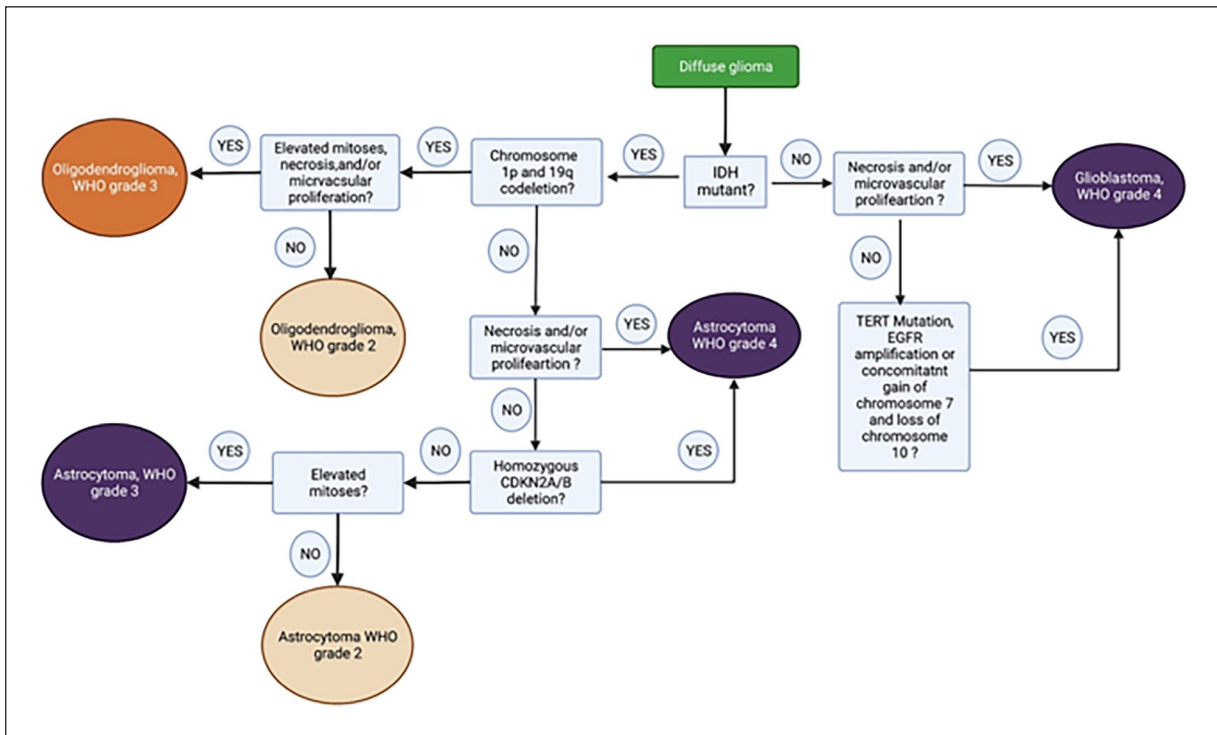 Diffuse glioma
IDH
mutant?
YES
NO
Chromosome
1p and 19q
codeletion?
YES
Elevated mitoses,
necrosis,and/or
micrvacsular
proliferation?
YES
Oligodendroglioma,
WHO grade 3
NO
Oligodendroglioma,
WHO grade 2
NO
Necrosis and/or
microvascular
prolifeartion ?
YES
Astrocytoma
WHO grade 4
NO
Homozygous
CDKN2A/B
deletion?
YES
NO
Elevated
mitoses?
YES
Astrocytoma, WHO
grade 3
NO
Astrocytoma WHO
grade 2
Necrosis and/or
microvascular
prolifeartion ?
YES
Glioblastoma,
WHO grade 4
NO
TERT Mutation,
EGFR
amplification or
concomitatnt
gain of
chromosome 7
and loss of
chromosome
10 ?
YES